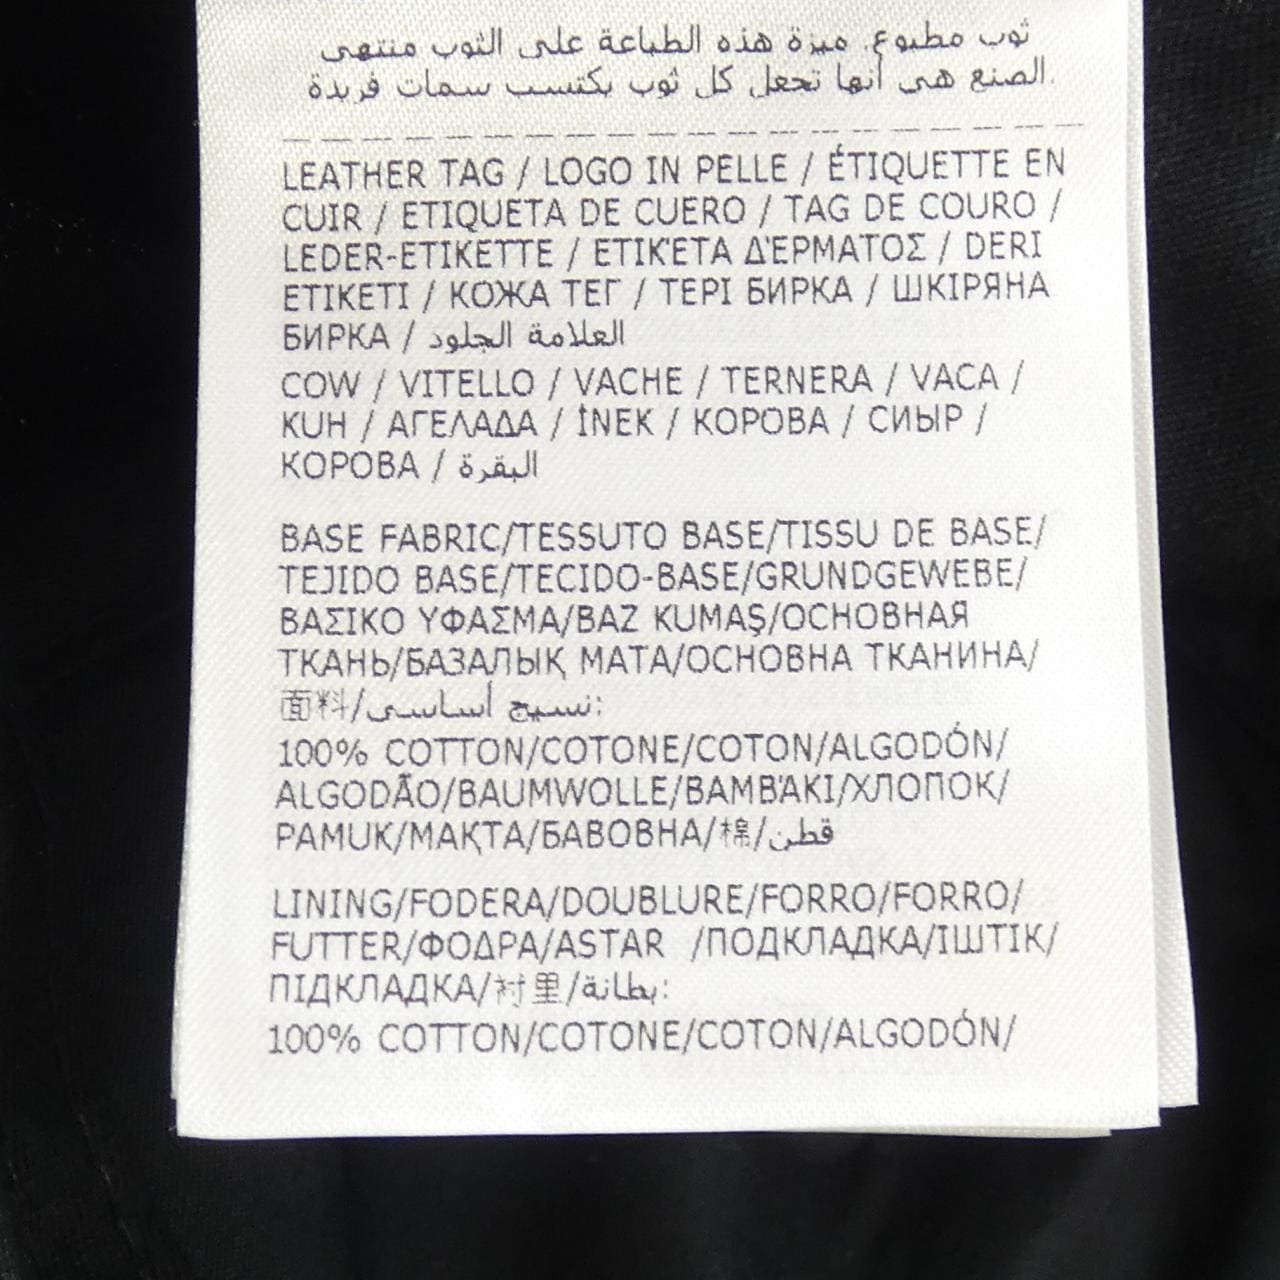 ثوب مطبوع. ميزة هذه الطباعة على الثوب منتهى
الصنع هى أنها تجعل كل ثوب يكتسب سمات فريدة.
LEATHER TAG / LOGO IN PELLE / ÉTIQUETTE EN
CUIR / ETIQUETA DE CUERO / TAG DE COURO /
LEDER-ETIKETTE / ΕΤΙΚΈΤΑ ΔΈΡΜΑΤΟΣ / DERI
ETIKETI / КОЖА ТЕГ / ТЕРІ БИРКА / ШКІРЯНА
БИРКА / العلامة الجلود
COW / VITELLO / VACHE / TERNERA / VACA /
KUH / ΑΓΕΛΑΔΑ / İNEK / КОРОВА / СИЫР /
КОРОВА / البقرة
BASE FABRIC/TESSUTO BASE/TISSU DE BASE/
TEJIDO BASE/TECIDO-BASE/GRUNDGEWEBE/
ΒΑΣΙΚΟ ΥΦΑΣΜΑ/BAZ KUMAŞ/ОСНОВНАЯ
ТКАНЬ/БАЗАЛЫҚ МАТА/ОСНОВНА ТКАНИНА/
面料/نسيج أساسى:
100% COTTON/COTONE/COTON/ALGODÓN/
ALGODÃO/BAUMWOLLE/ΒΑΜΒΆΚΙ/ХЛОПОК/
PAMUK/МАҚТА/БАВОВНА/棉/قطن
LINING/FODERA/DOUBLURE/FORRO/FORRO/
FUTTER/ΦΟΔΡΑ/ASTAR /ПОДКЛАДКА/ІШТІК/
ПІДКЛАДКА/衬里/بطانة:
100% COTTON/COTONE/COTON/ALGODÓN/